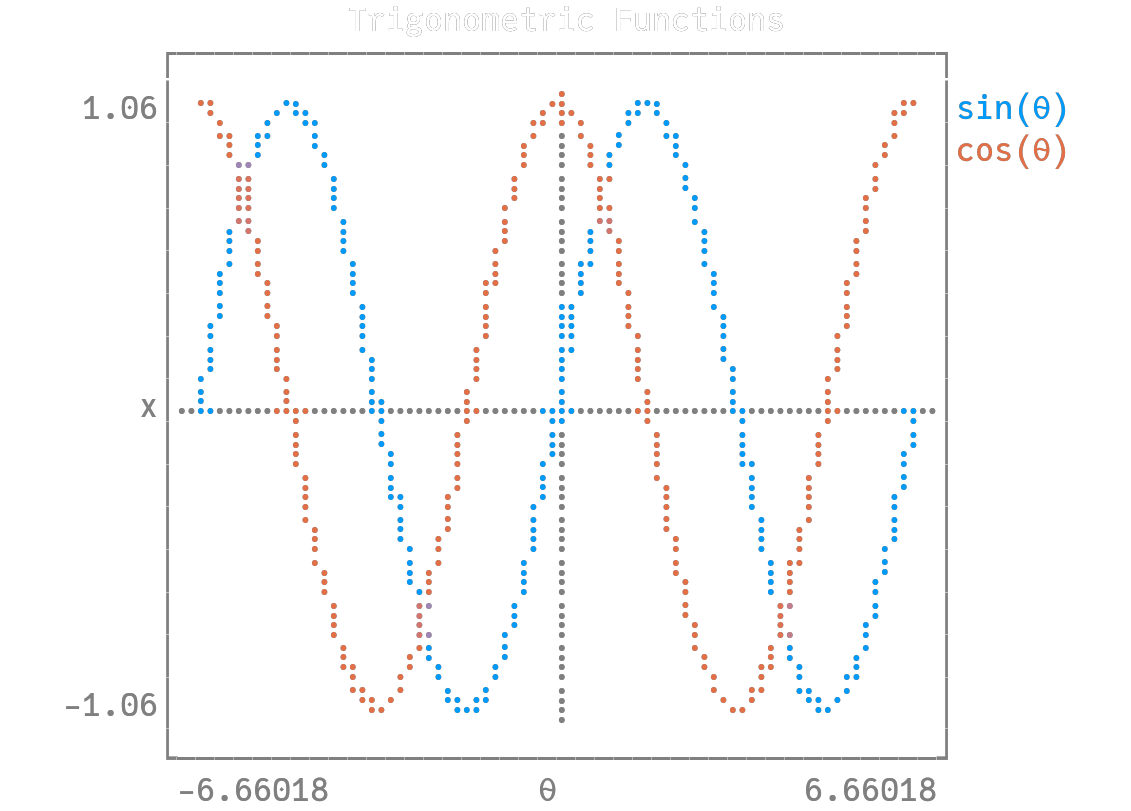 Trigonometric Functions
1.06
sin(θ)
cos(θ)
x
-1.06
-6.66018 θ 6.66018